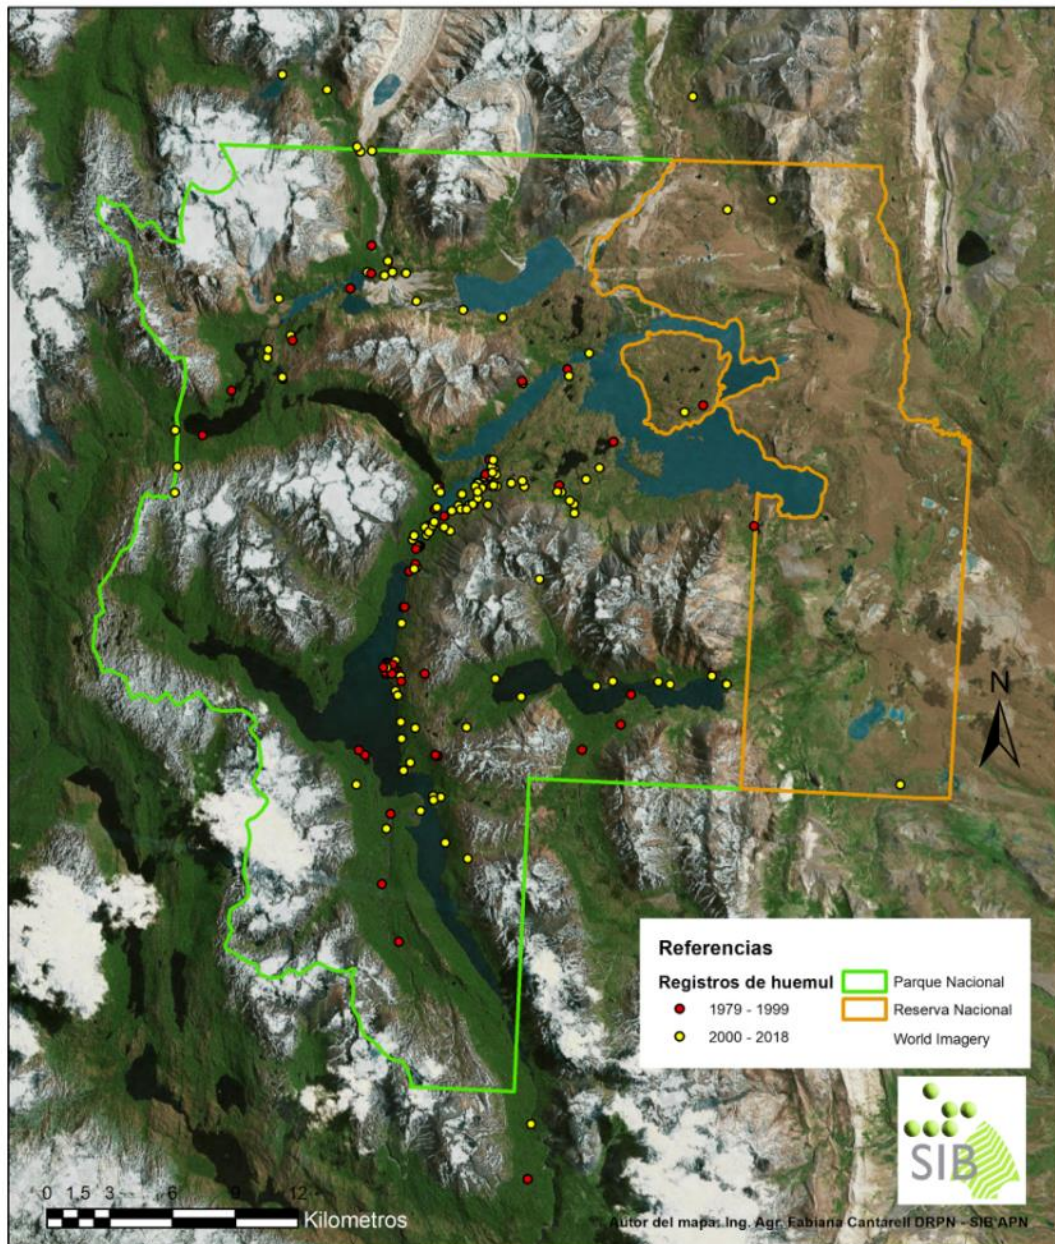 N
Referencias
Registros de huemul
1979 - 1999
2000 - 2018
Parque Nacional
Reserva Nacional
World Imagery
SIB
0 1,5 3 6 9 12
Kilometros
Autor del mapa: Ing. Agr. Fabiana Cantarell DRPN - SIB APN